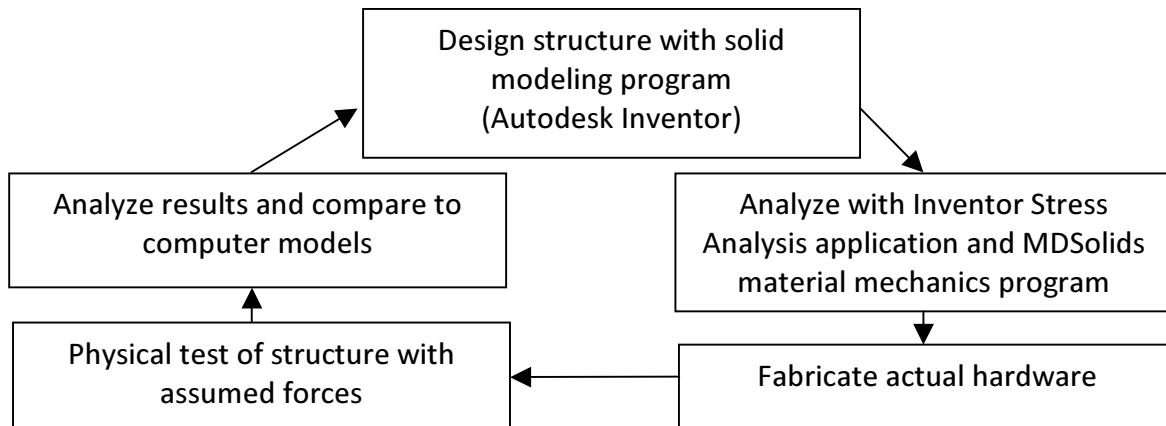 Design structure with solid
modeling program
(Autodesk Inventor)
Analyze with Inventor Stress
Analysis application and MDSolids
material mechanics program
Fabricate actual hardware
Physical test of structure with
assumed forces
Analyze results and compare to
computer models